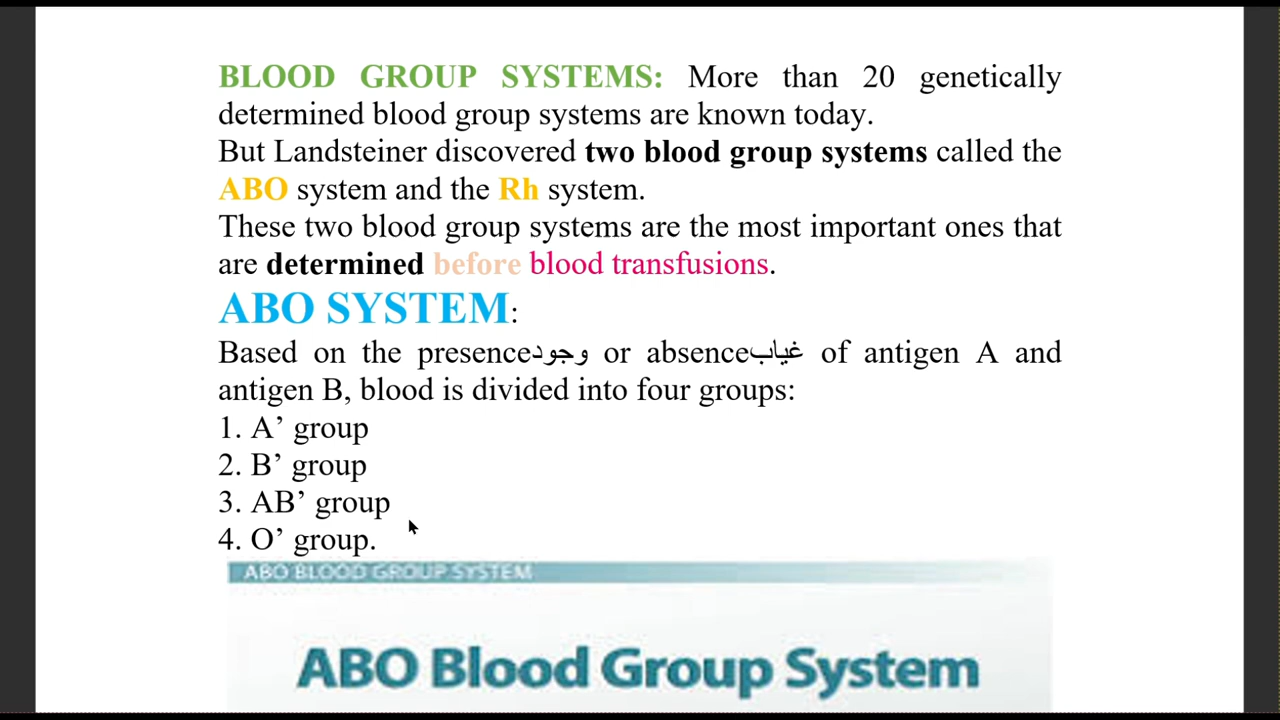 BLOOD GROUP SYSTEMS: More than 20 genetically
determined blood group systems are known today.
But Landsteiner discovered two blood group systems called the
ABO system and the Rh system.
These two blood group systems are the most important ones that
are determined before blood transfusions.
ABO SYSTEM:
Based on the presenceوجود or absenceغياب of antigen A and
antigen B, blood is divided into four groups:
1. A’ group
2. B’ group
3. AB’ group
4. O’ group.
ABO BLOOD GROUP SYSTEM
ABO Blood Group System